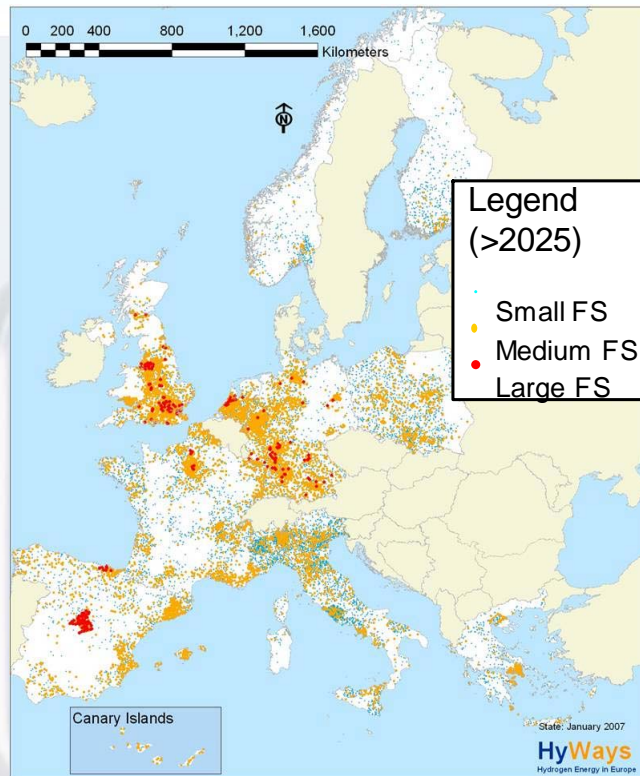 0 200 400 800 1,200 1,600
Kilometers
N
Legend
(>2025)
Small FS
Medium FS
Large FS
Canary Islands
State: January 2007
HyWays
Hydrogen Energy in Europe